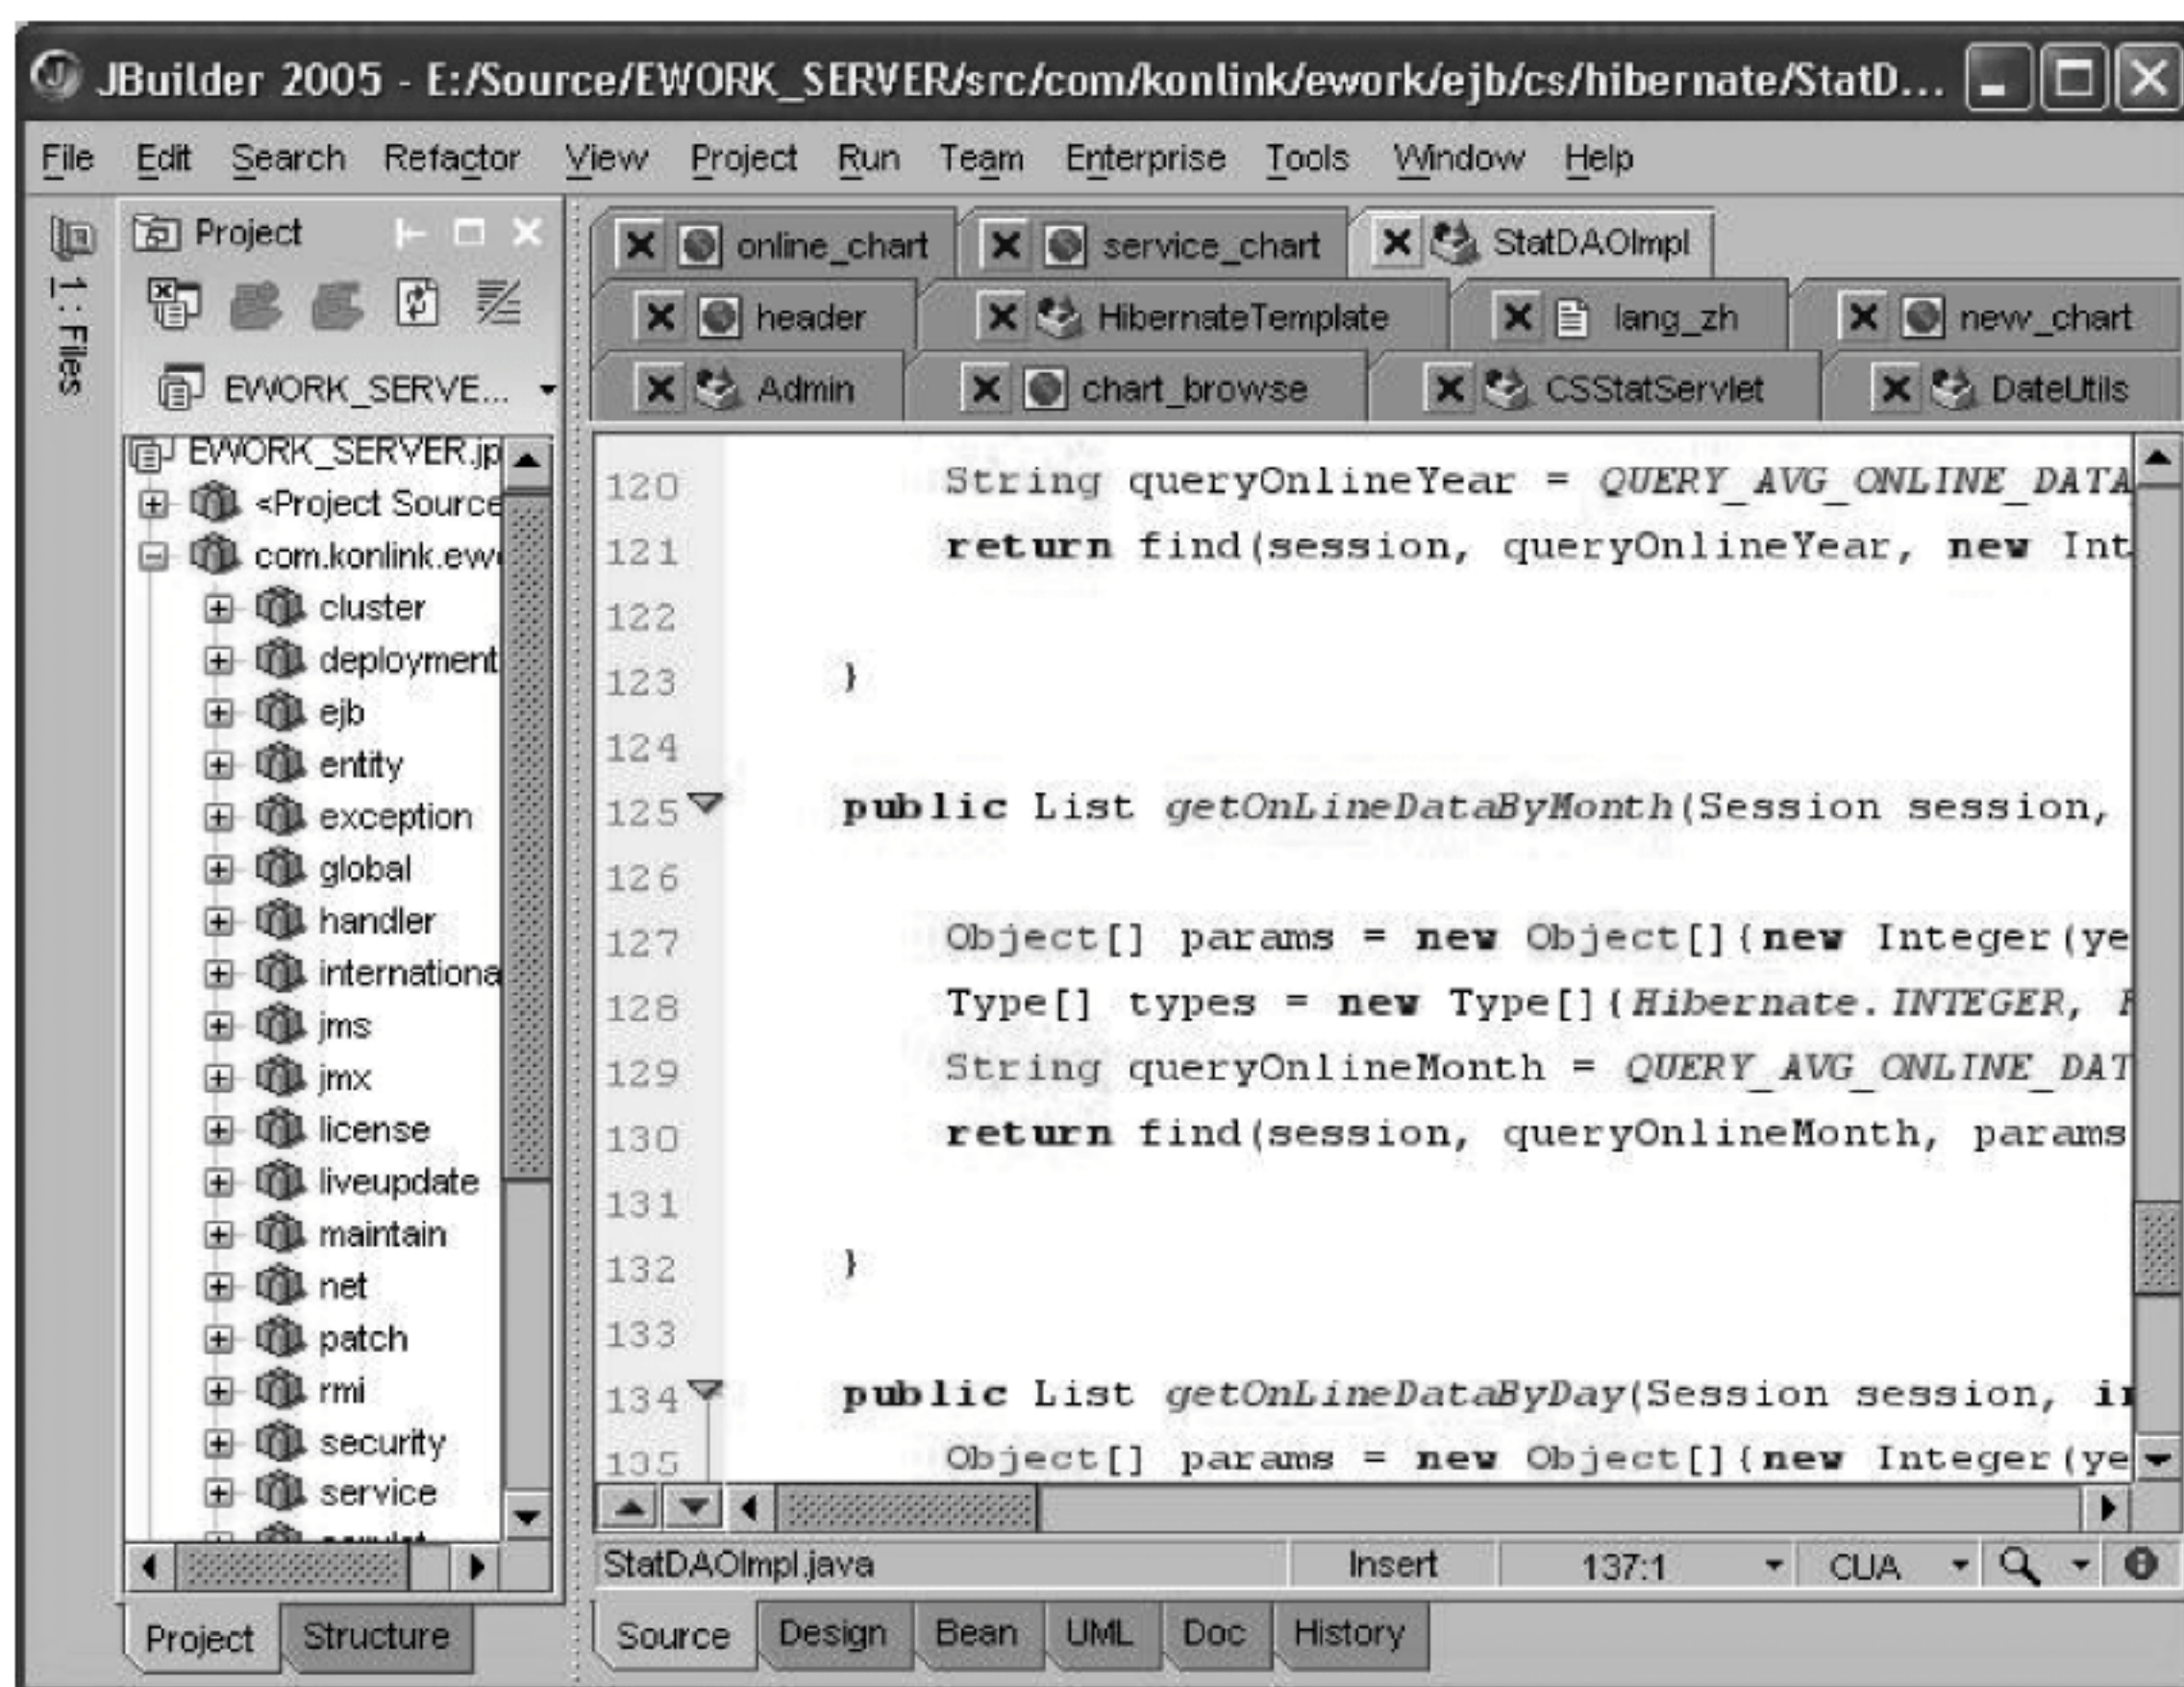 JBuilder 2005 - E:/Source/EWORK_SERVER/src/com/konlink/ework/ejb/cs/hibernate/StatD...
File Edit Search Refactor View Project Run Team Enterprise Tools Window Help
1: Files
Project
EWORK_SERVE...
EWORK_SERVER.jp
<Project Source
com.konlink.ewo
cluster
deployment
ejb
entity
exception
global
handler
internationa
jms
jmx
license
liveupdate
maintain
net
patch
rmi
security
service
Project Structure
online_chart service_chart StatDAOImpl
header HibernateTemplate lang_zh new_chart
Admin chart_browse CSStatServlet DateUtils
120 String queryOnlineYear = QUERY_AVG_ONLINE_DATA
121 return find(session, queryOnlineYear, new Int
122
123 }
124
125 public List getOnLineDataByMonth(Session session,
126
127 Object[] params = new Object[]{new Integer(ye
128 Type[] types = new Type[]{Hibernate.INTEGER,
129 String queryOnlineMonth = QUERY_AVG_ONLINE_DAT
130 return find(session, queryOnlineMonth, params
131
132 }
133
134 public List getOnLineDataByDay(Session session, in
135 Object[] params = new Object[]{new Integer(ye
StatDAOImpl.java Insert 137:1 CUA
Source Design Bean UML Doc History